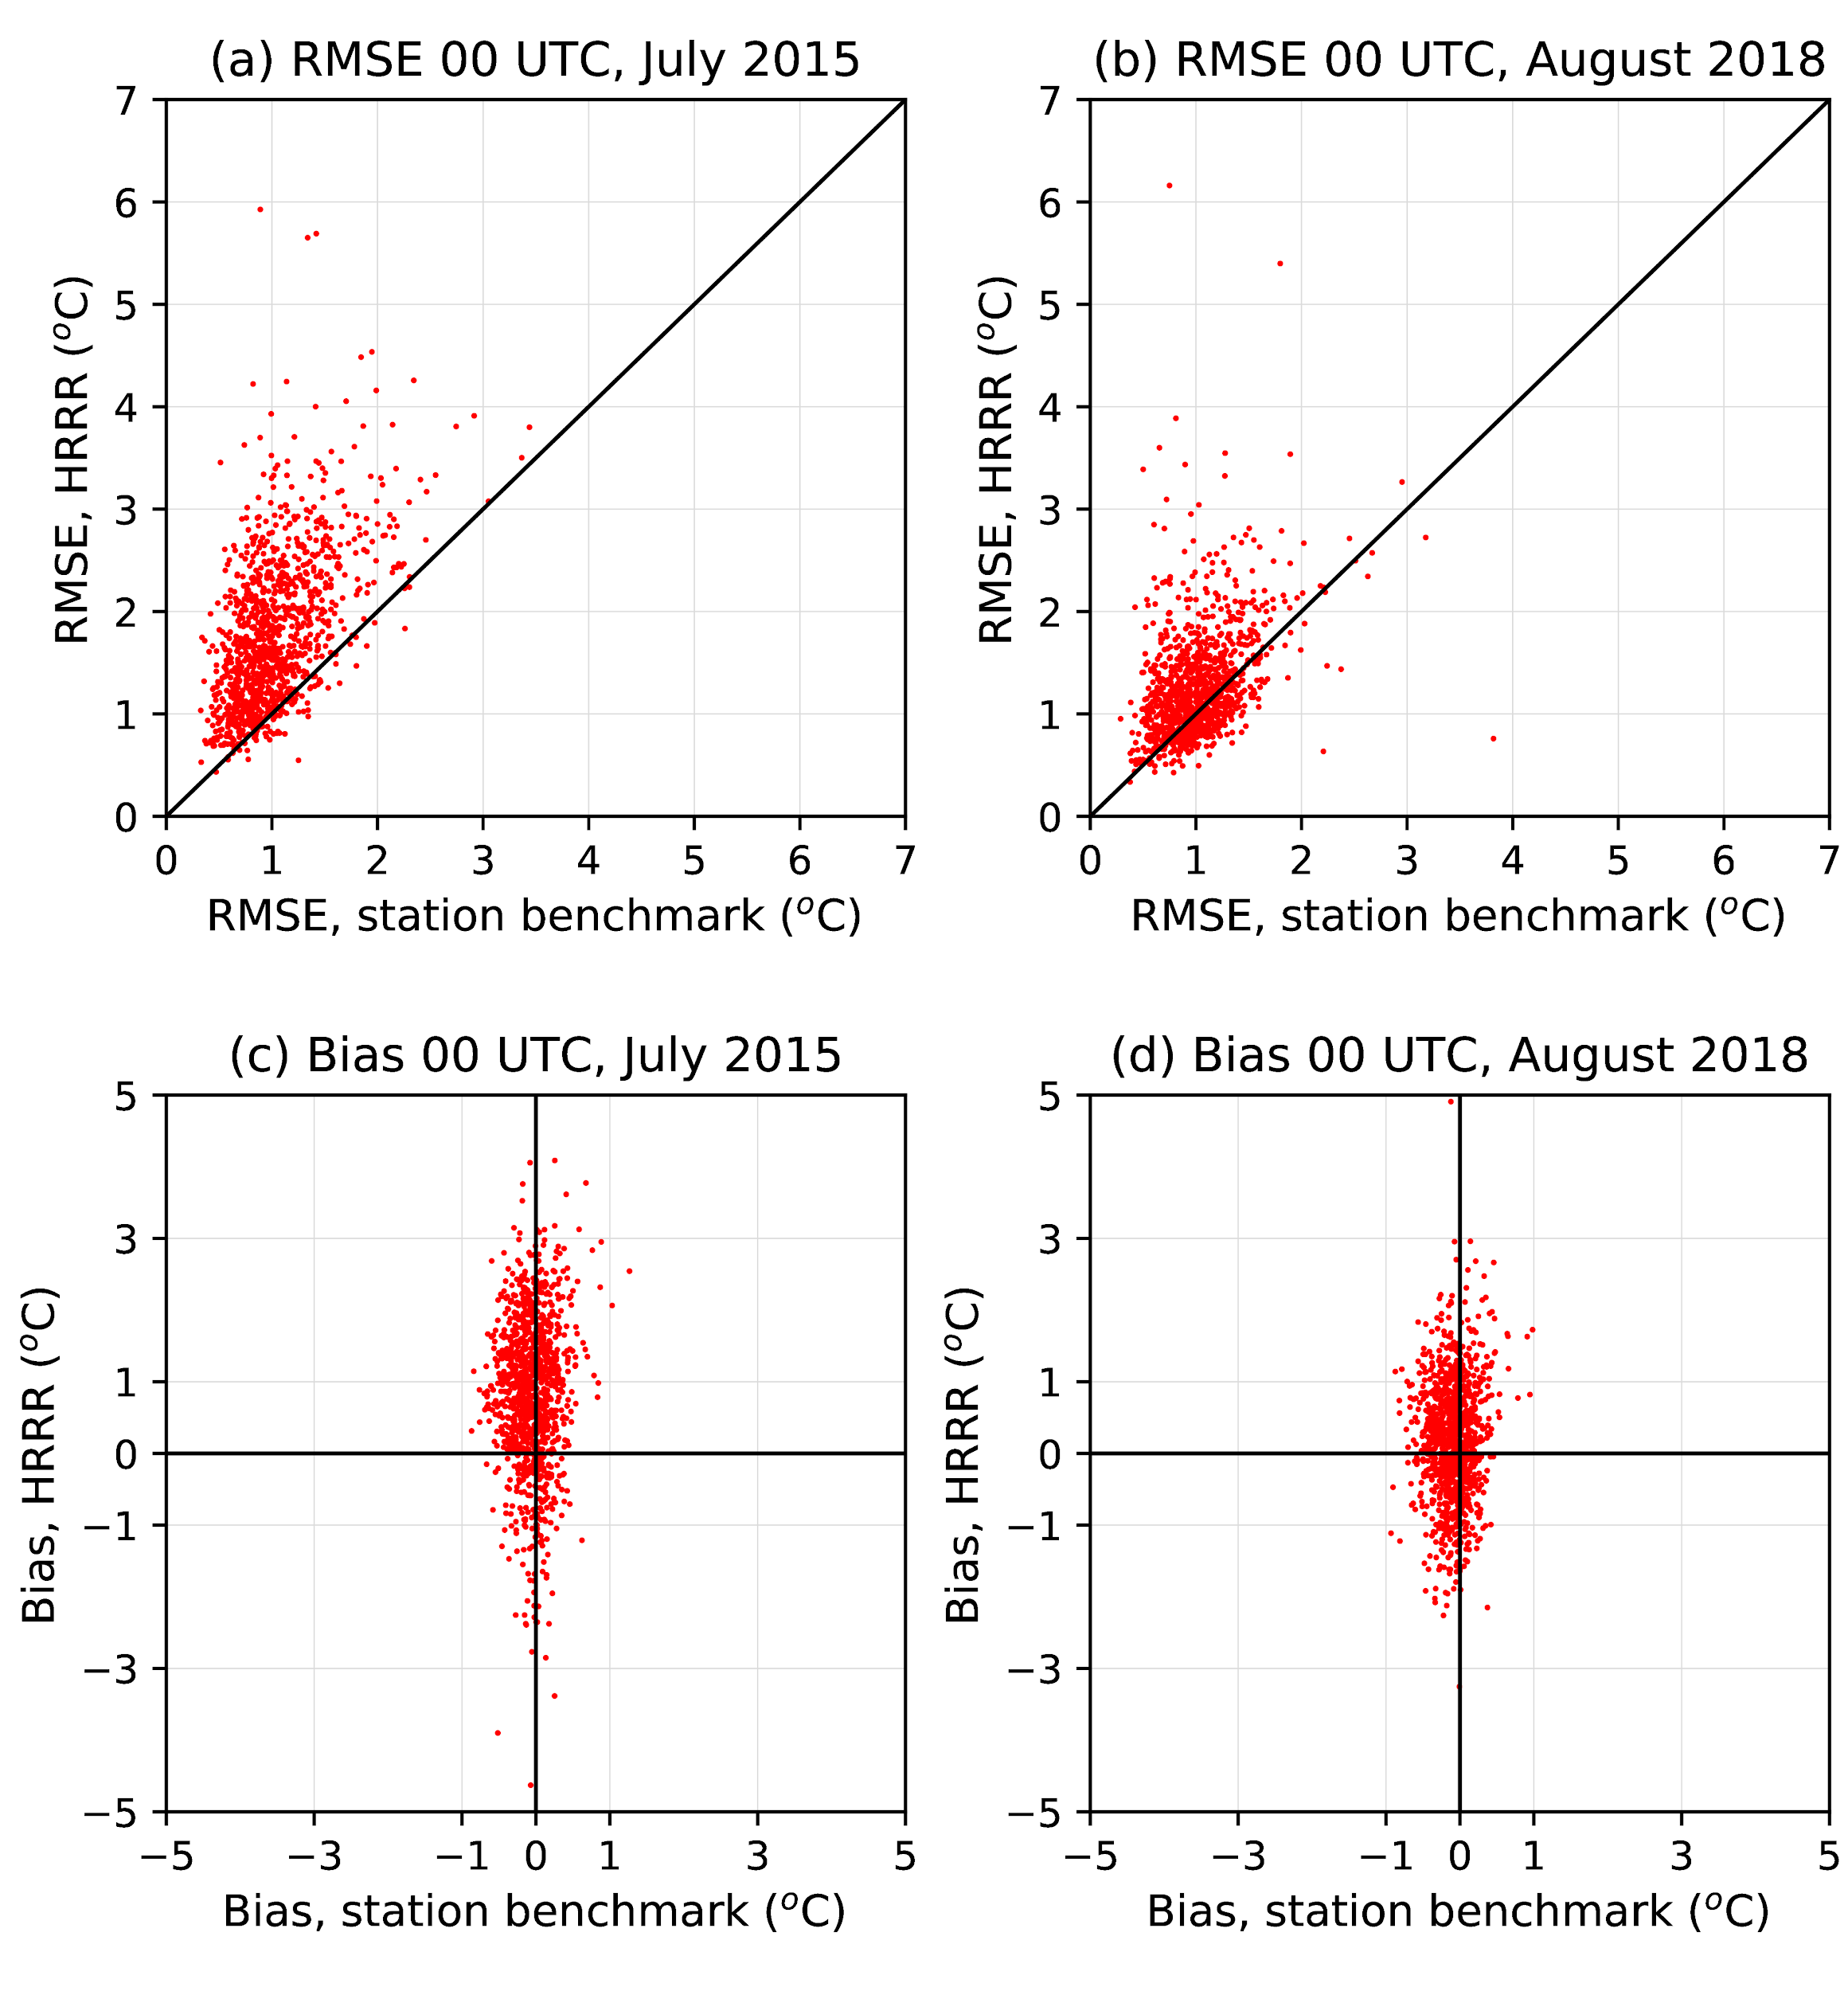 (a) RMSE 00 UTC, July 2015
7
6
5
4
3
2
1
0
RMSE, HRRR (°C)
0 1 2 3 4 5 6 7
RMSE, station benchmark (°C)
(b) RMSE 00 UTC, August 2018
7
6
5
4
3
2
1
0
RMSE, HRRR (°C)
0 1 2 3 4 5 6 7
RMSE, station benchmark (°C)
(c) Bias 00 UTC, July 2015
5
3
1
0
−1
−3
−5
Bias, HRRR (°C)
−5 −3 −1 0 1 3 5
Bias, station benchmark (°C)
(d) Bias 00 UTC, August 2018
5
3
1
0
−1
−3
−5
Bias, HRRR (°C)
−5 −3 −1 0 1 3 5
Bias, station benchmark (°C)